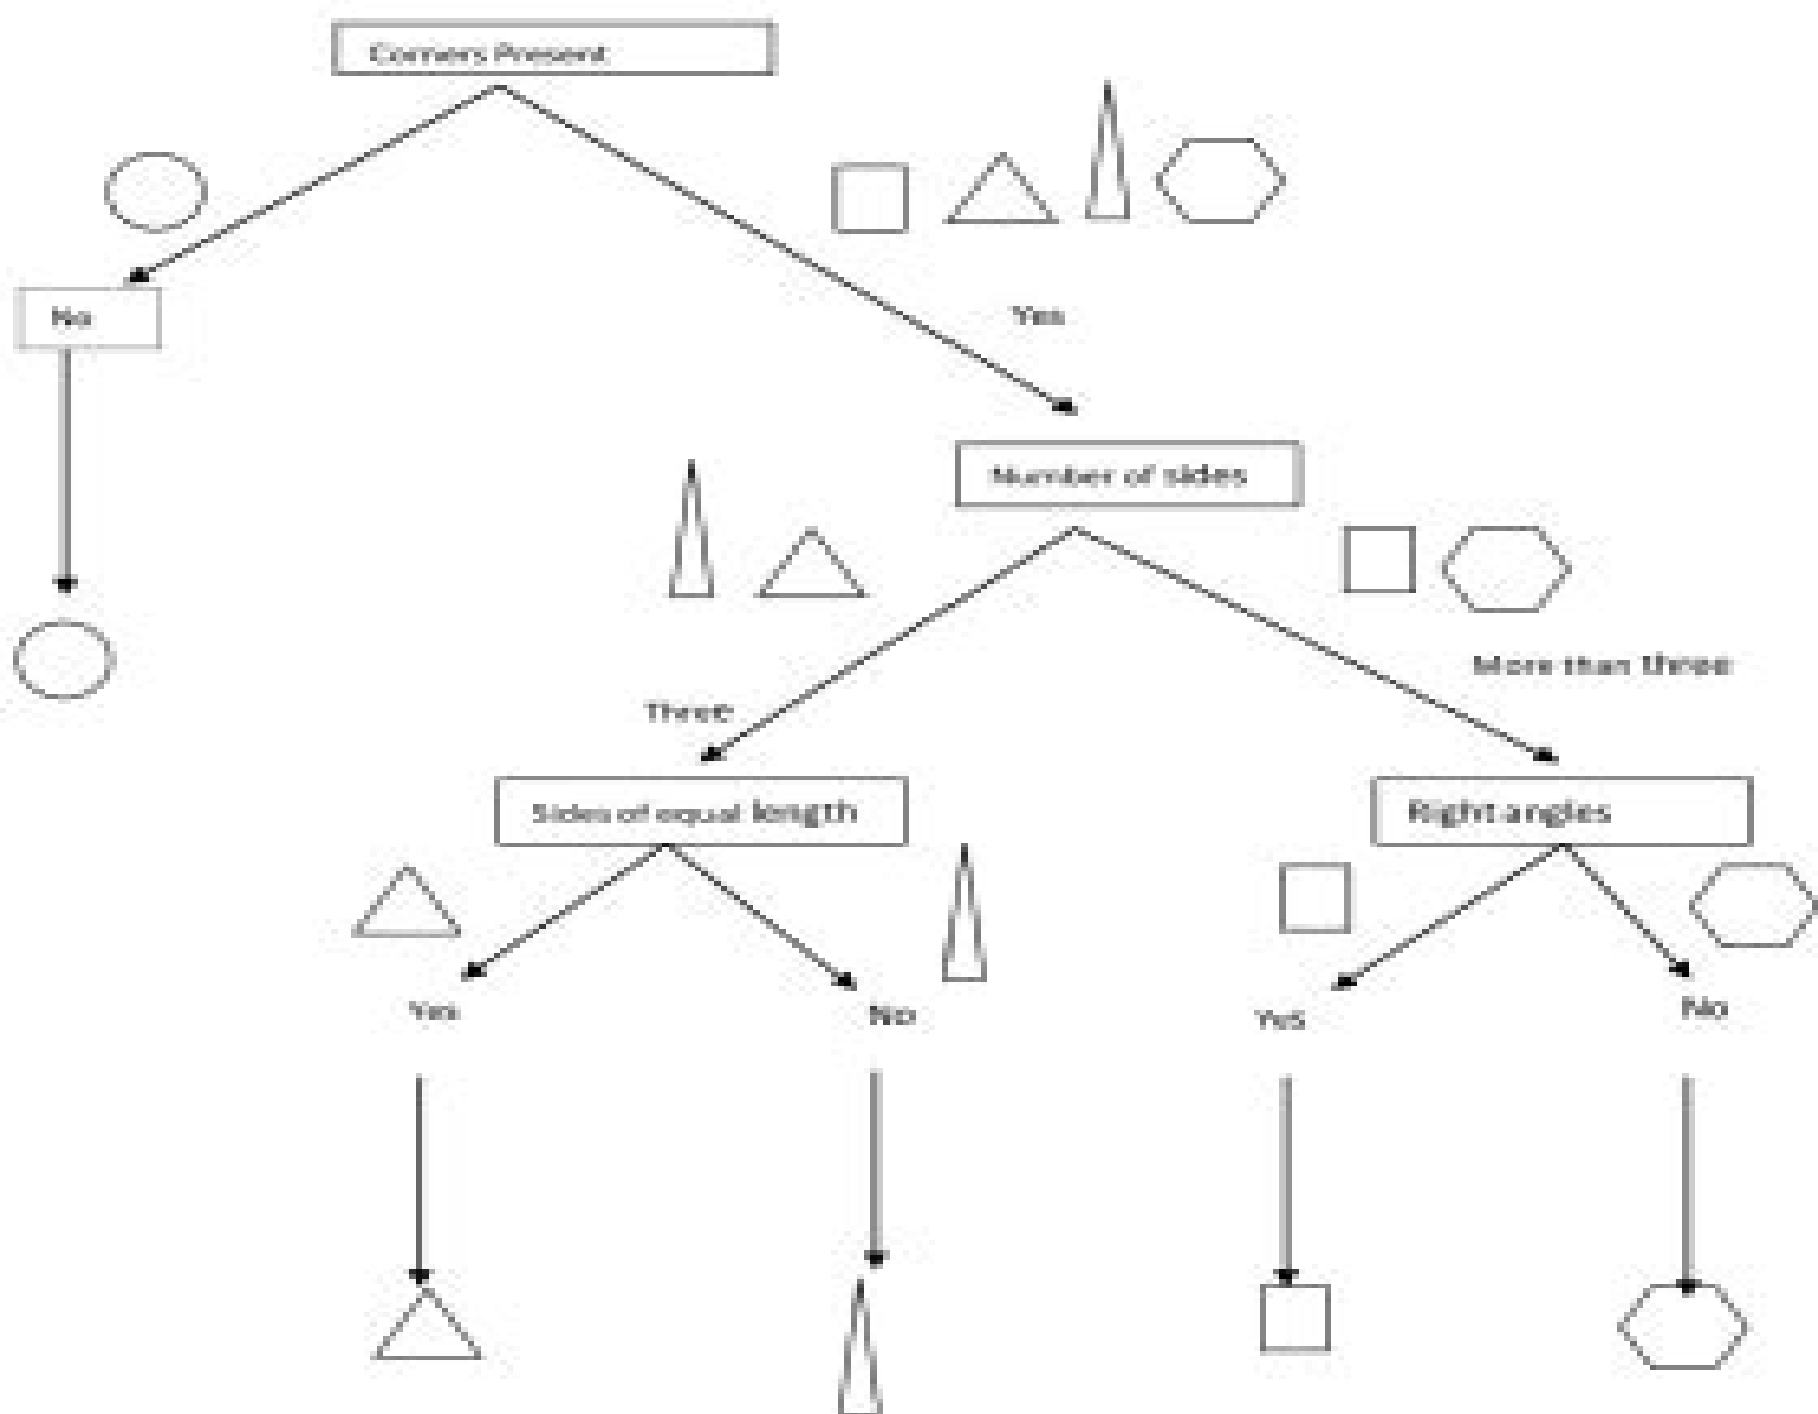 Corners Present
No
Yes
Number of sides
Three
More than three
Sides of equal length
Right angles
Yes
No
Yes
No